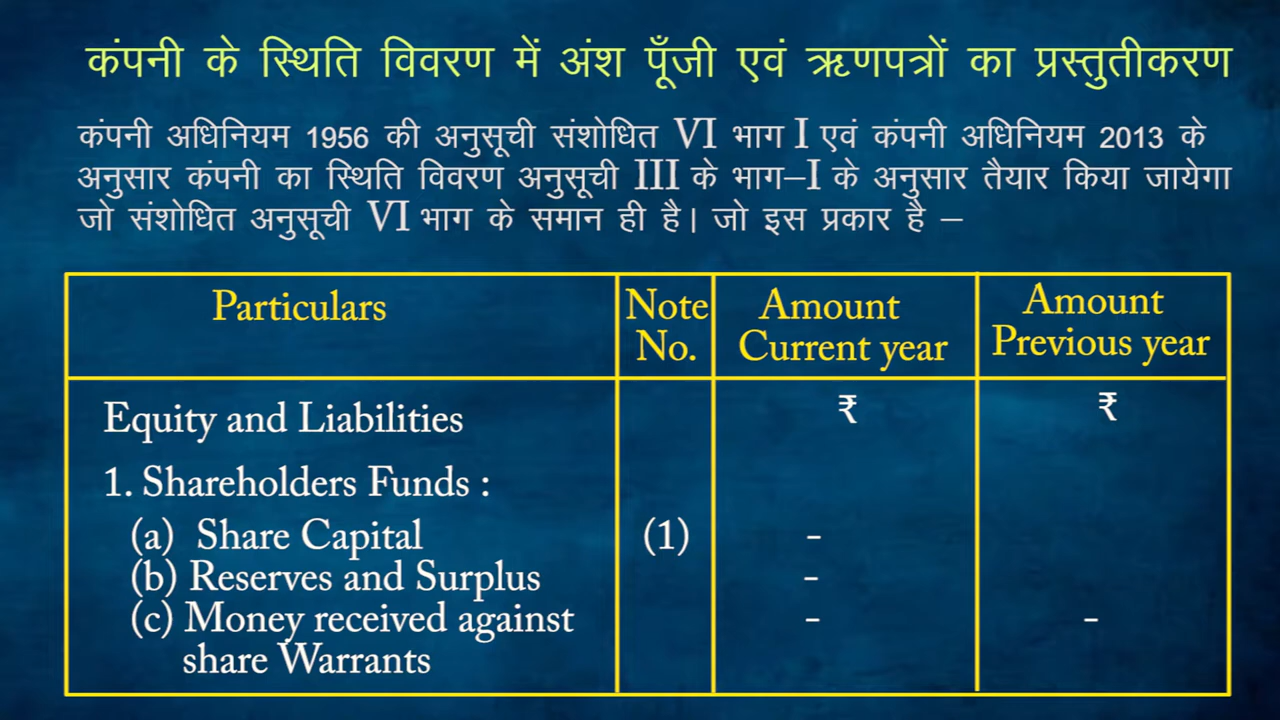 कंपनी के स्थिति विवरण में अंश पूँजी एवं ऋणपत्रों का प्रस्तुतीकरण
कंपनी अधिनियम 1956 की अनुसूची संशोधित VI भाग I एवं कंपनी अधिनियम 2013 के
अनुसार कंपनी का स्थिति विवरण अनुसूची III के भाग–I के अनुसार तैयार किया जायेगा
जो संशोधित अनुसूची VI भाग के समान ही है। जो इस प्रकार है –
Particulars Note No. Amount Current year Amount Previous year
Equity and Liabilities ₹ ₹
1. Shareholders Funds :
(a) Share Capital (1) -
(b) Reserves and Surplus -
(c) Money received against - -
share Warrants